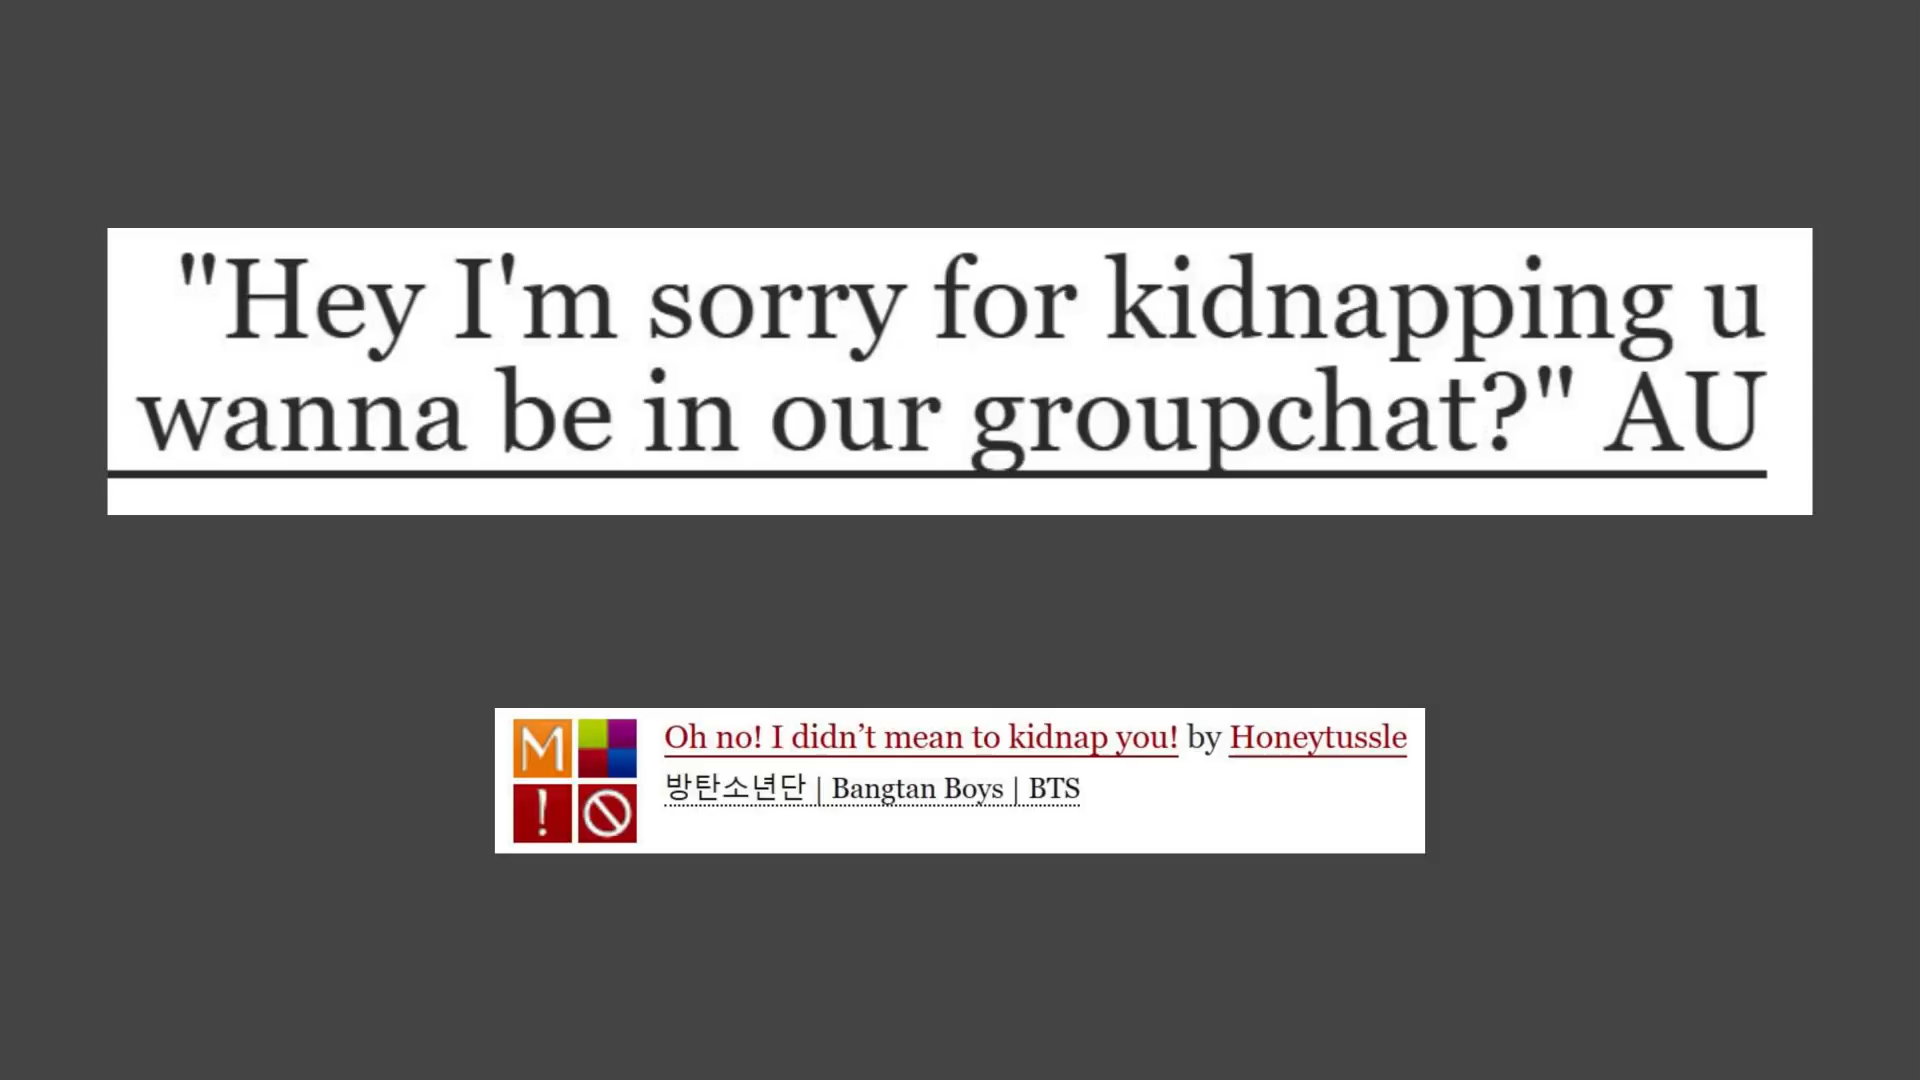 "Hey I'm sorry for kidnapping u
wanna be in our groupchat?" AU
M
!
Oh no! I didn’t mean to kidnap you! by Honeytussle
방탄소년단 | Bangtan Boys | BTS